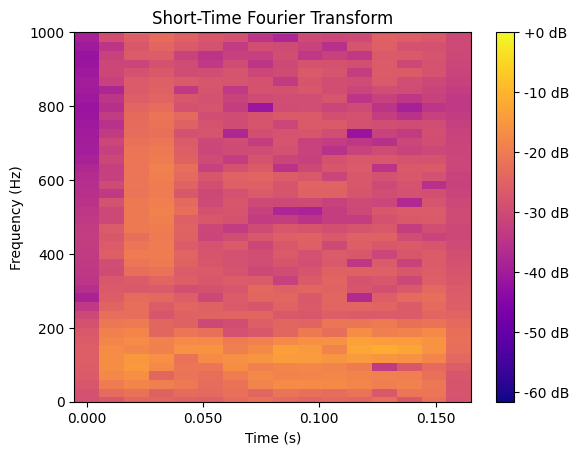 Short-Time Fourier Transform
1000
800
600
400
200
0
Frequency (Hz)
0.000
0.050
0.100
0.150
Time (s)
+0 dB
-10 dB
-20 dB
-30 dB
-40 dB
-50 dB
-60 dB